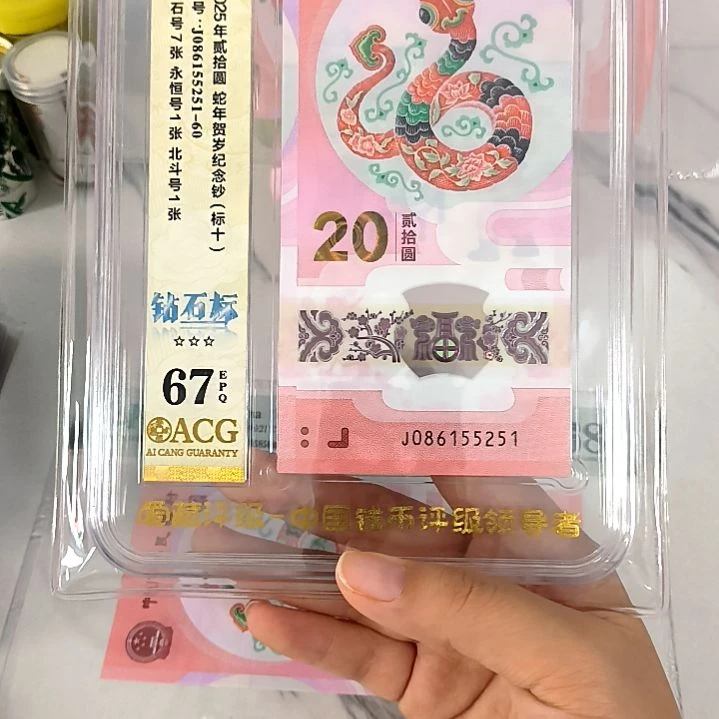 025年贰拾圆 蛇年贺岁纪念钞（标十）
号：J086155251-60
石号7张 永恒号1张 北斗号1张
钻石标
☆☆☆
67
EPQ
ACG
AI CANG GUARANTY
20
贰拾圆
福
J086155251
评级-中国钱币评级领导者